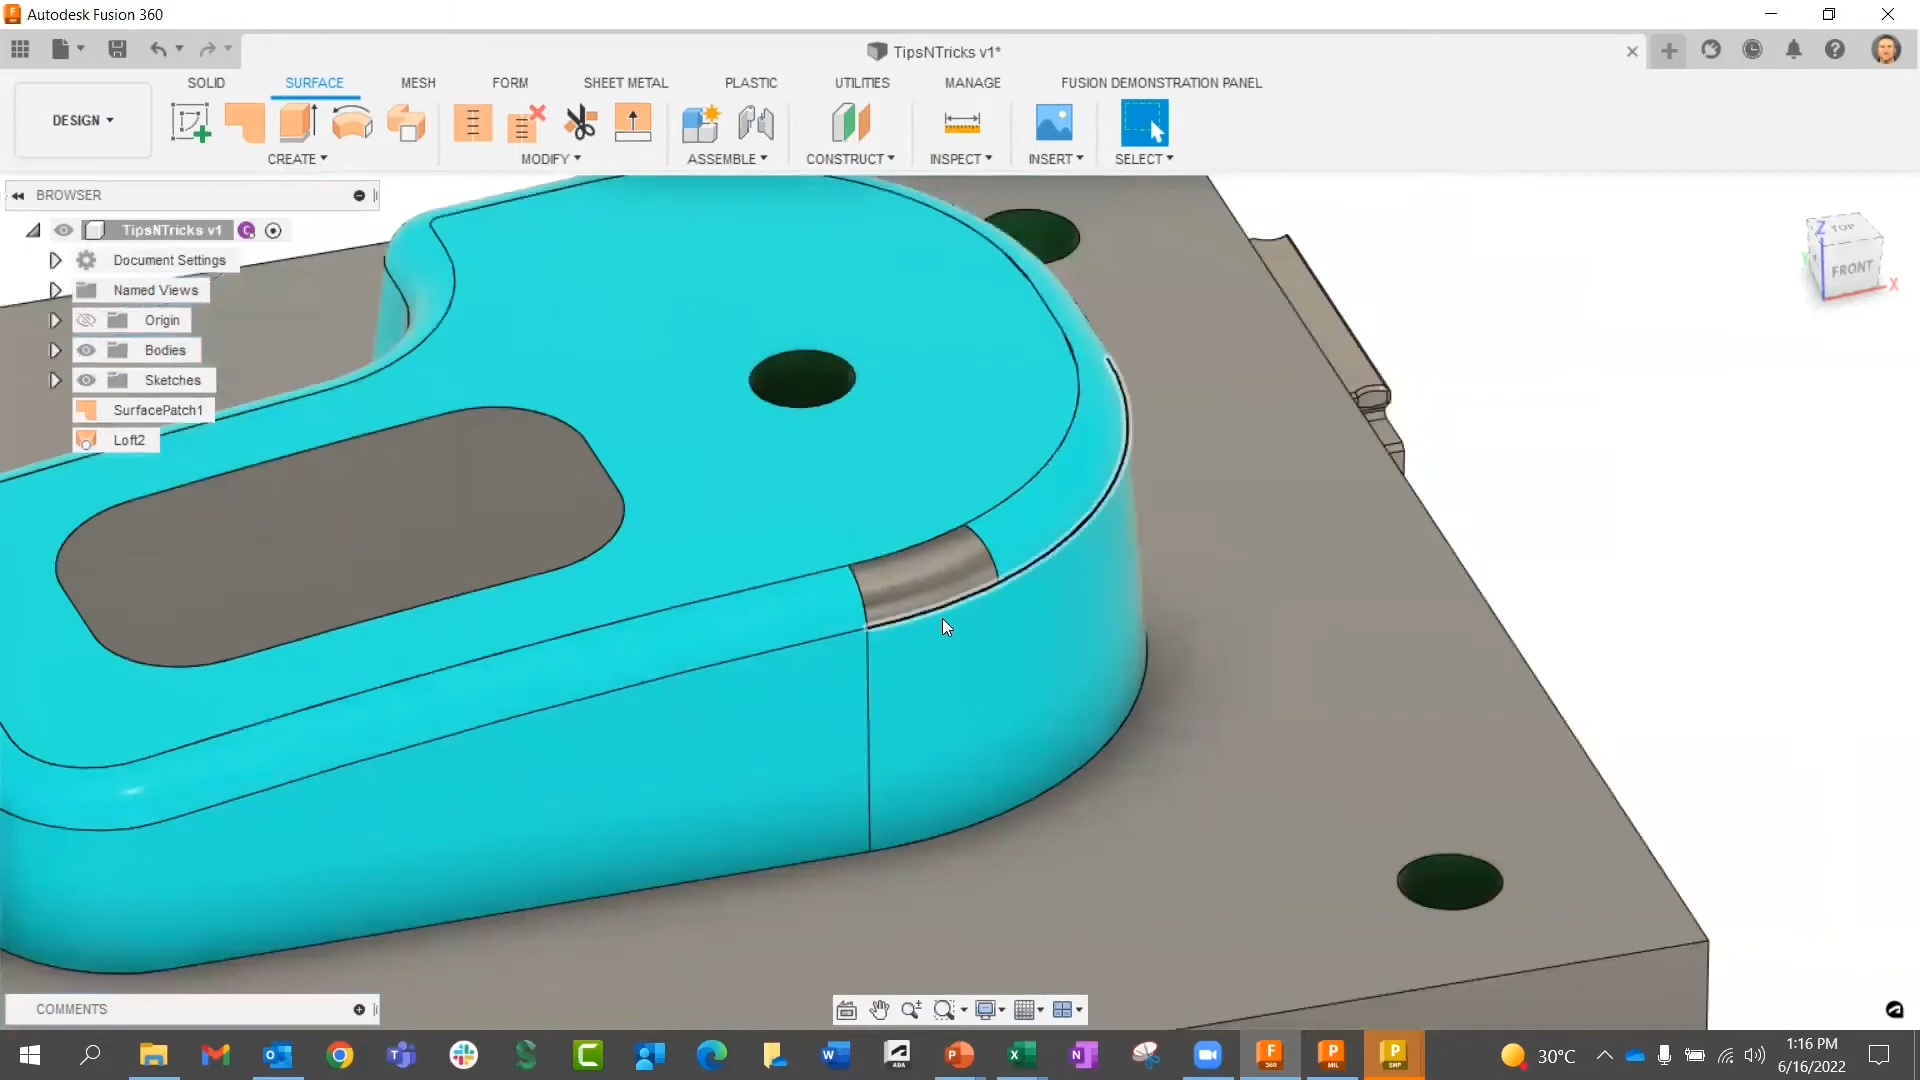 Autodesk Fusion 360
TipsNTricks v1*
SOLID
SURFACE
MESH
FORM
SHEET METAL
PLASTIC
UTILITIES
MANAGE
FUSION DEMONSTRATION PANEL
DESIGN
CREATE
MODIFY
ASSEMBLE
CONSTRUCT
INSPECT
INSERT
SELECT
BROWSER
TipsNTricks v1
Document Settings
Named Views
Origin
Bodies
Sketches
SurfacePatch1
Loft2
Z
TOP
FRONT
X
COMMENTS
30°C
1:16 PM
6/16/2022